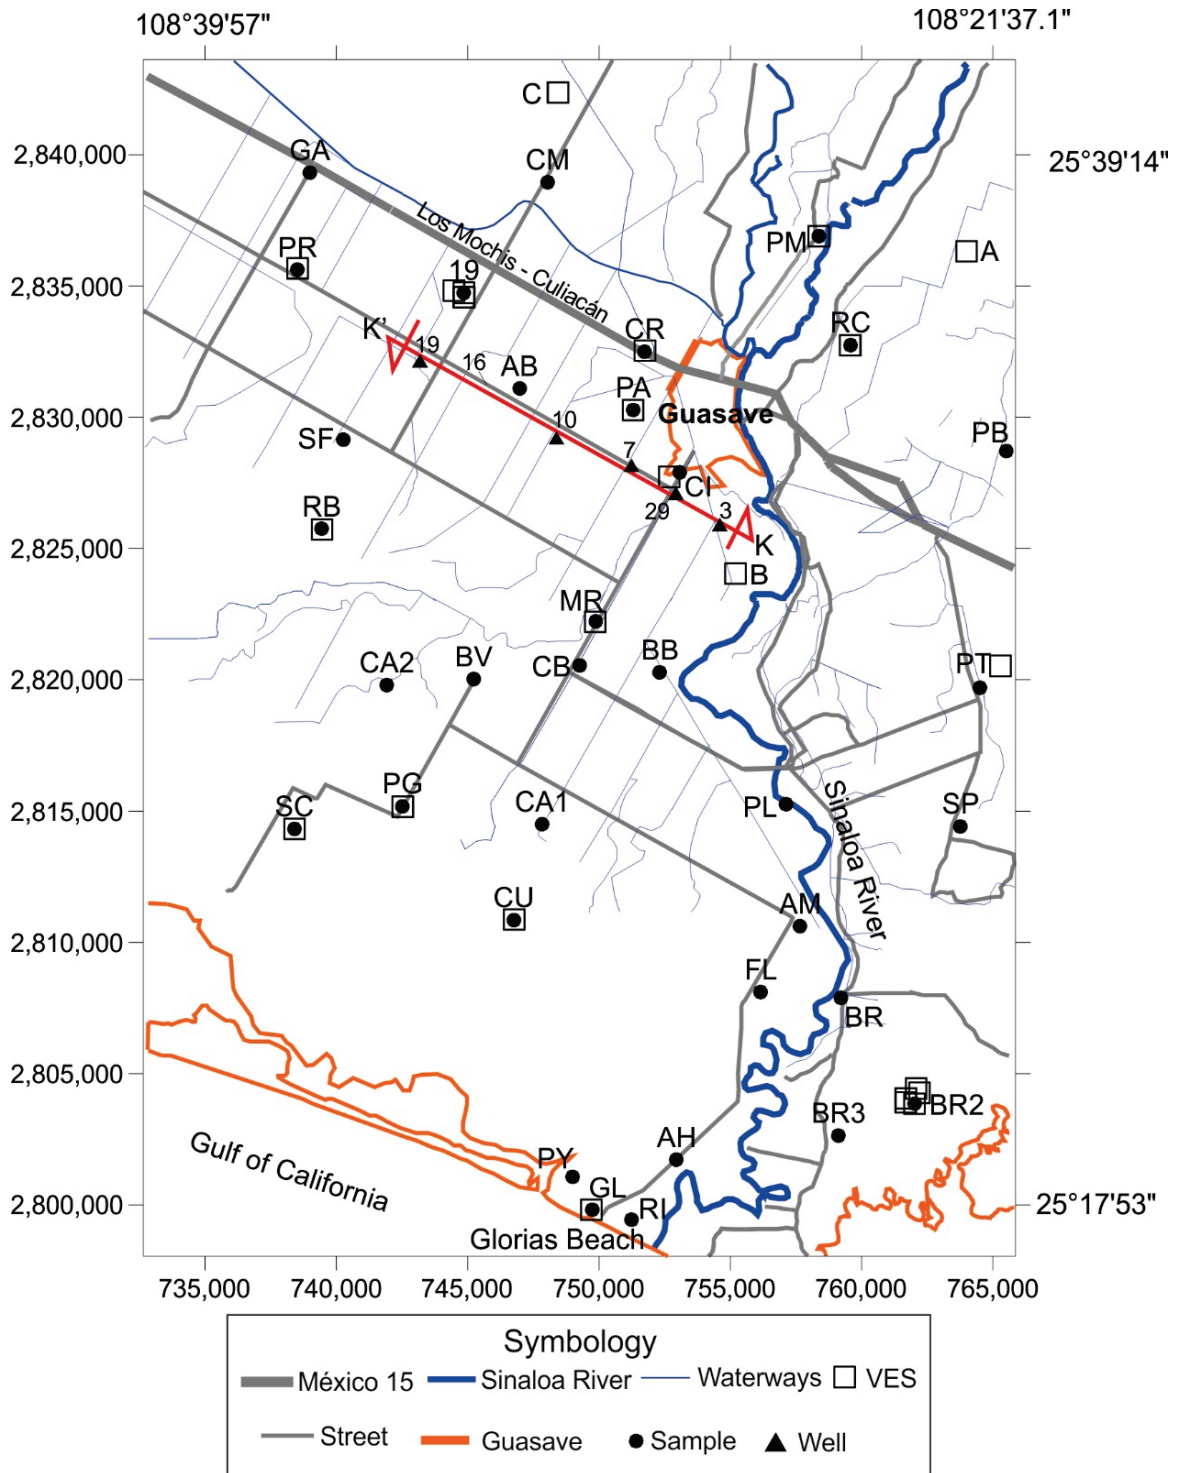 108°39'57"
108°21'37.1"
C
GA
CM
2,840,000
25°39'14"
Los Mochis - Culiacán
PM
A
PR
19
2,835,000
K'
19
16
AB
CR
RC
PA
2,830,000
Guasave
10
SF
7
PB
CI
RB
29
3
K
2,825,000
B
MR
CA2
BV
CB
BB
PT
2,820,000
Sinaloa River
PG
SC
CA1
PL
SP
2,815,000
CU
AM
2,810,000
FL
BR
2,805,000
BR2
BR3
Gulf of California
AH
PY
GL
RI
2,800,000
25°17'53"
Glorias Beach
735,000 740,000 745,000 750,000 755,000 760,000 765,000
Symbology
México 15 Sinaloa River Waterways VES
Street Guasave Sample Well